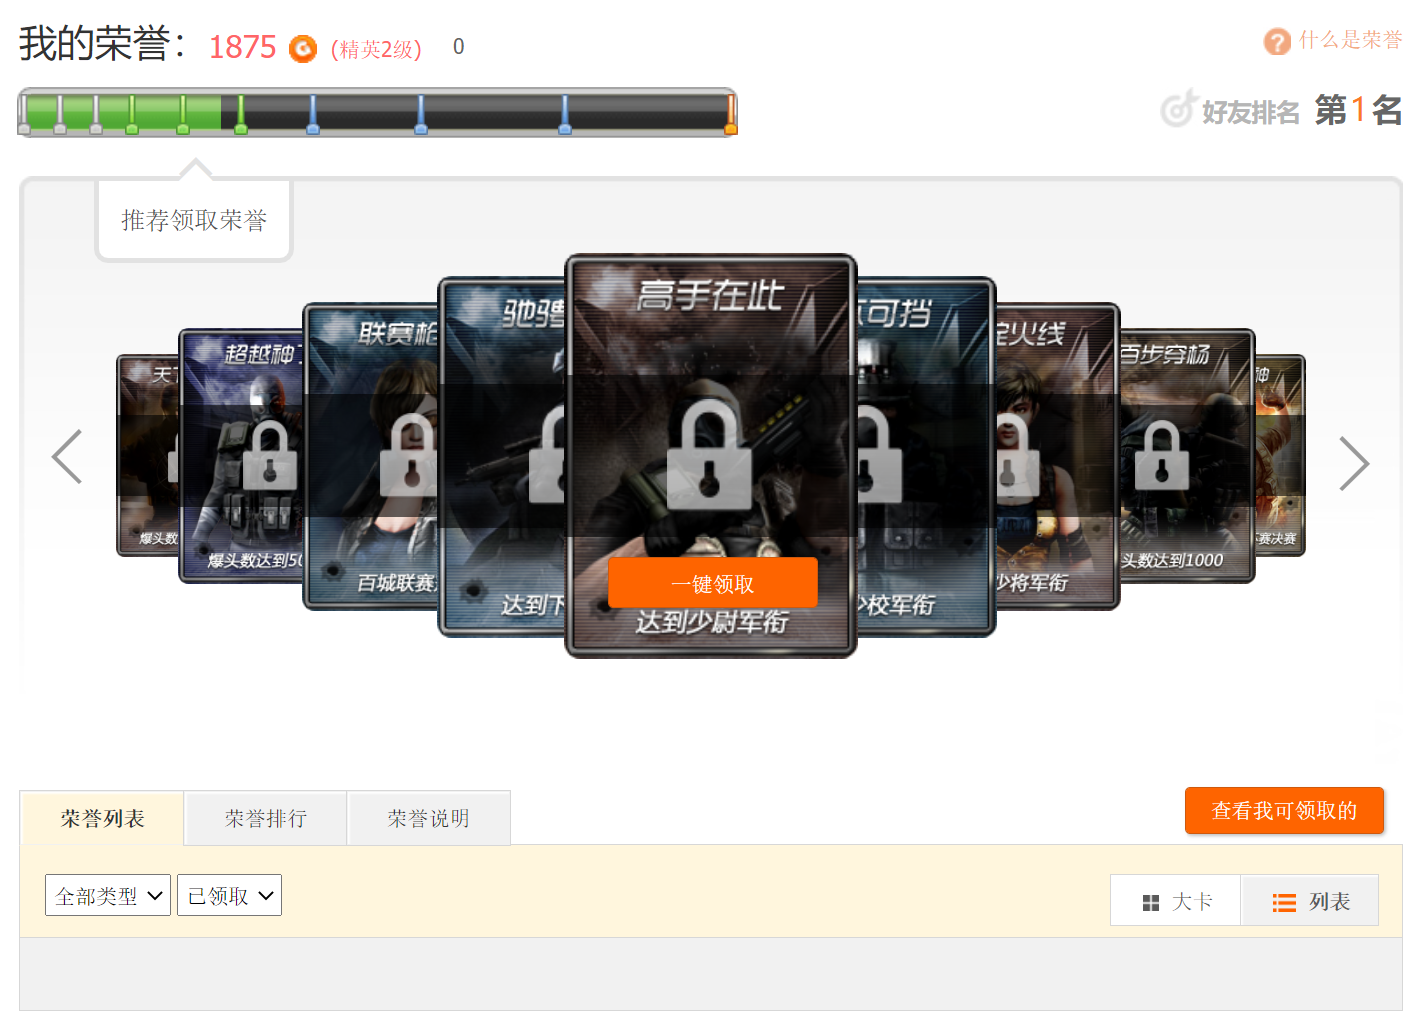 我的荣誉： 1875 (精英2级) 0
什么是荣誉
好友排名 第1名
推荐领取荣誉
高手在此
驰骋
可挡
联赛枪
火线
超越神
百步穿杨
天
神
爆头数
爆头数达到50
百城联赛
达到下
一键领取
达到少尉军衔
少校军衔
少将军衔
头数达到1000
赛决赛
荣誉列表 荣誉排行 荣誉说明
查看我可领取的
全部类型 已领取
大卡 列表